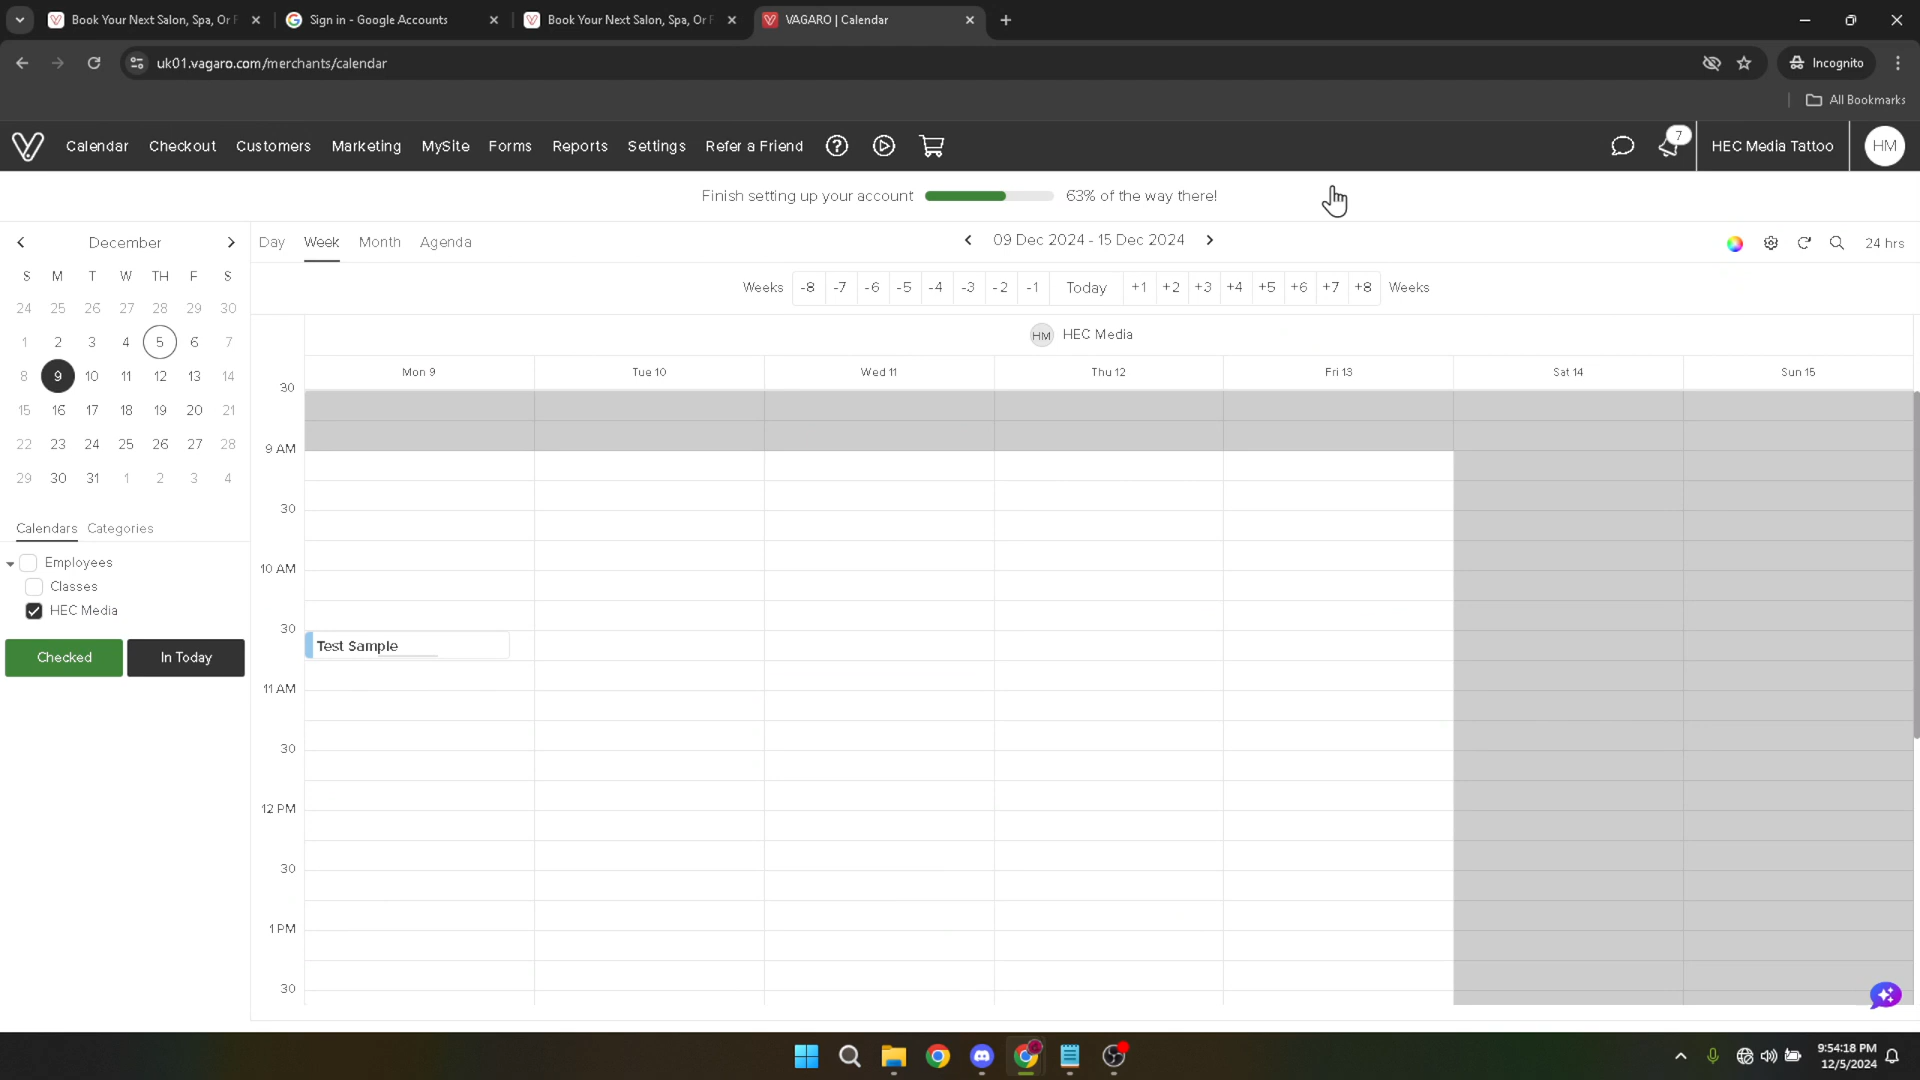 Book Your Next Salon, Spa, Or F
Sign in - Google Accounts
Book Your Next Salon, Spa, Or F
VAGARO | Calendar
uk01.vagaro.com/merchants/calendar
Incognito
All Bookmarks
Calendar Checkout Customers Marketing MySite Forms Reports Settings Refer a Friend
7
HEC Media Tattoo
HM
Finish setting up your account 63% of the way there!
December
Day Week Month Agenda
09 Dec 2024 - 15 Dec 2024
24 hrs
Weeks -8 -7 -6 -5 -4 -3 -2 -1 Today +1 +2 +3 +4 +5 +6 +7 +8 Weeks
S M T W TH F S
24 25 26 27 28 29 30
1 2 3 4 5 6 7
8 9 10 11 12 13 14
15 16 17 18 19 20 21
22 23 24 25 26 27 28
29 30 31 1 2 3 4
Calendars Categories
Employees
Classes
HEC Media
Checked In Today
HM HEC Media
Mon 9 Tue 10 Wed 11 Thu 12 Fri 13 Sat 14 Sun 15
30
9 AM
30
10 AM
30
Test Sample
11 AM
30
12 PM
30
1 PM
30
9:54:18 PM
12/5/2024